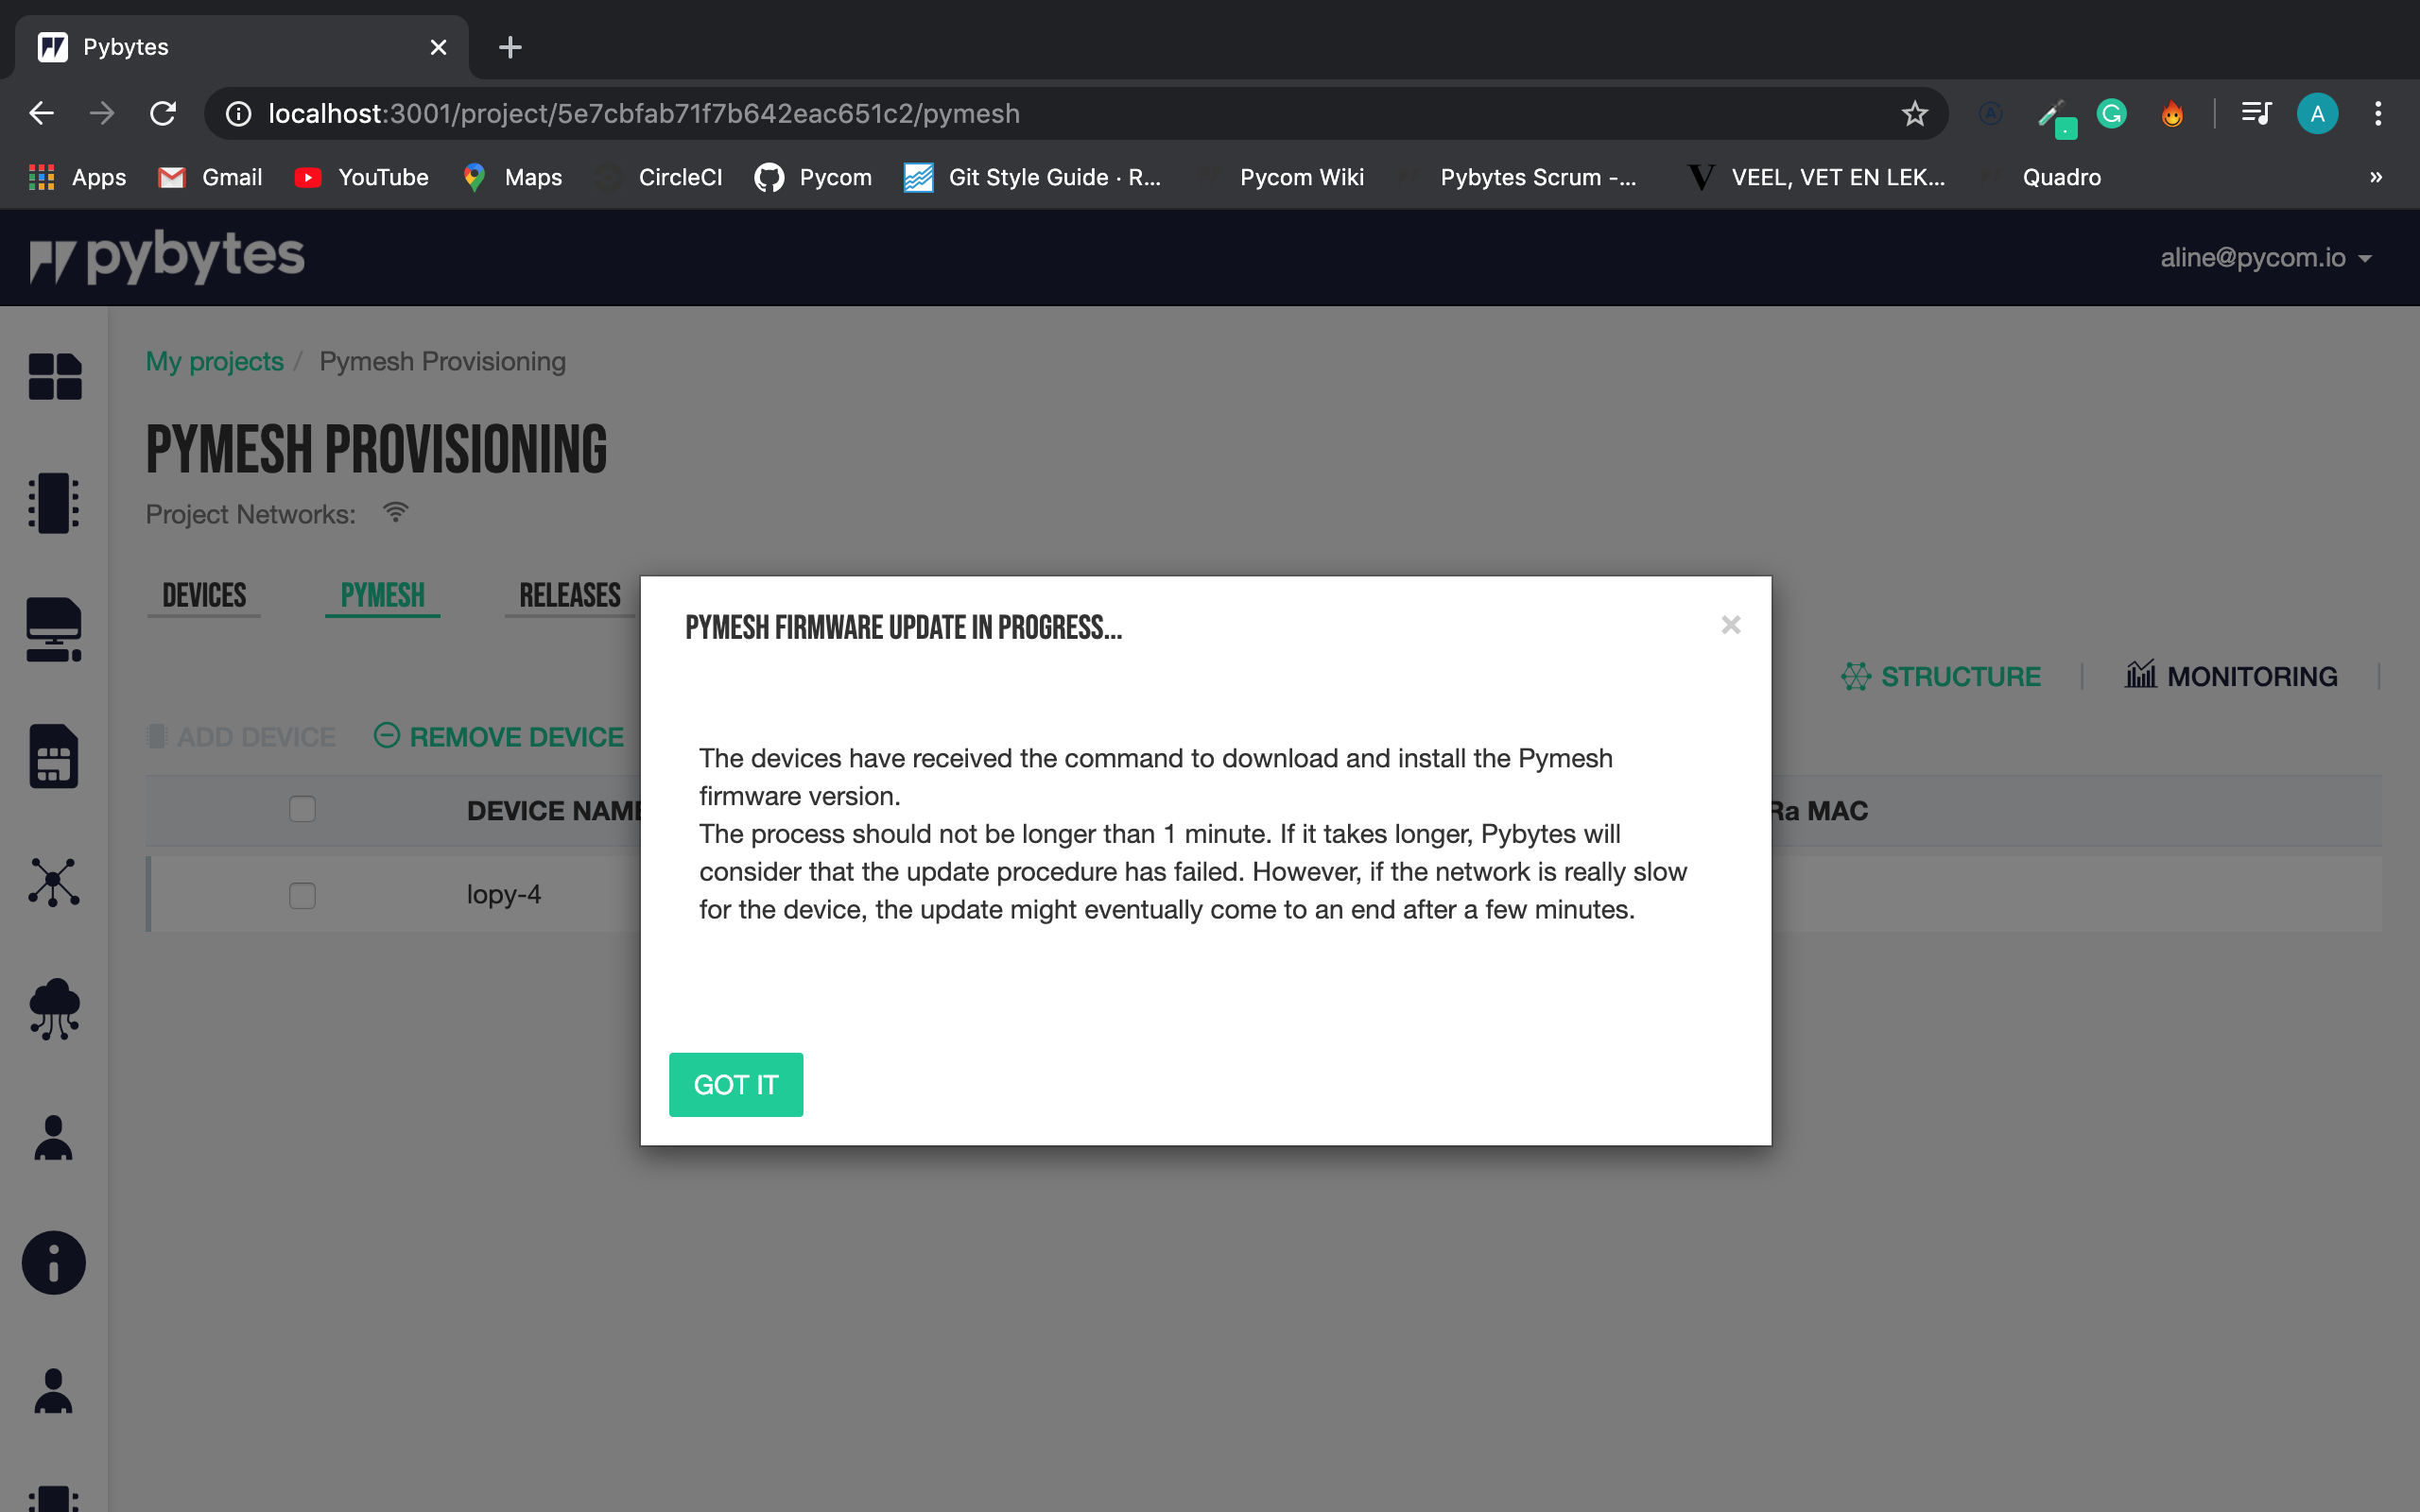 Pybytes
localhost:3001/project/5e7cbfab71f7b642eac651c2/pymesh
A
Apps Gmail YouTube Maps CircleCI Pycom Git Style Guide · R... Pycom Wiki Pybytes Scrum -... VEEL, VET EN LEK... Quadro »
pybytes
aline@pycom.io
My projects / Pymesh Provisioning
PYMESH PROVISIONING
Project Networks:
DEVICES PYMESH RELEASES
PYMESH FIRMWARE UPDATE IN PROGRESS...
STRUCTURE | MONITORING |
ADD DEVICE REMOVE DEVICE
The devices have received the command to download and install the Pymesh
firmware version.
The process should not be longer than 1 minute. If it takes longer, Pybytes will
consider that the update procedure has failed. However, if the network is really slow
for the device, the update might eventually come to an end after a few minutes.
DEVICE NAME Ra MAC
lopy-4
GOT IT